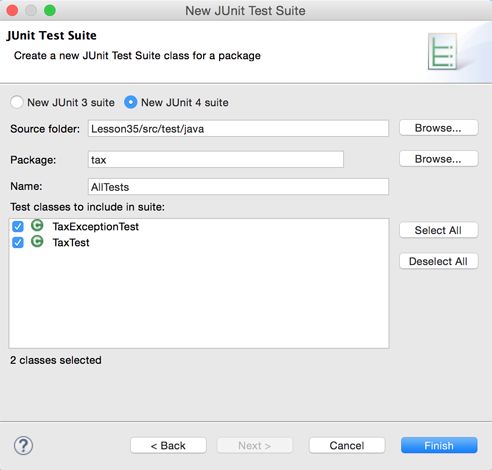 New JUnit Test Suite
JUnit Test Suite
Create a new JUnit Test Suite class for a package
New JUnit 3 suite New JUnit 4 suite
Source folder: Lesson35/src/test/java Browse...
Package: tax Browse...
Name: AllTests
Test classes to include in suite:
TaxExceptionTest
TaxTest
Select All
Deselect All
2 classes selected
? < Back Next > Cancel Finish